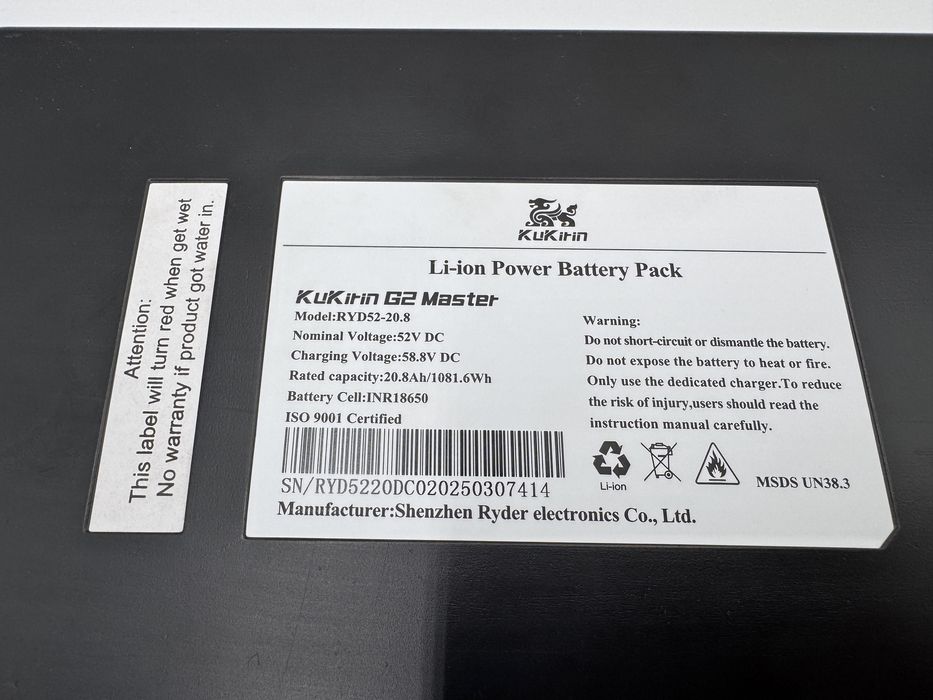 Attention:
This label will turn red when get wet
No warranty if product got water in.
KuKirin
Li-ion Power Battery Pack
KuKirin G2 Master
Model:RYD52-20.8
Nominal Voltage:52V DC
Charging Voltage:58.8V DC
Rated capacity:20.8Ah/1081.6Wh
Battery Cell:INR18650
ISO 9001 Certified
SN/RYD5220DC020250307414
Warning:
Do not short-circuit or dismantle the battery.
Do not expose the battery to heat or fire.
Only use the dedicated charger.To reduce
the risk of injury,users should read the
instruction manual carefully.
Li-ion
MSDS UN38.3
Manufacturer:Shenzhen Ryder electronics Co., Ltd.